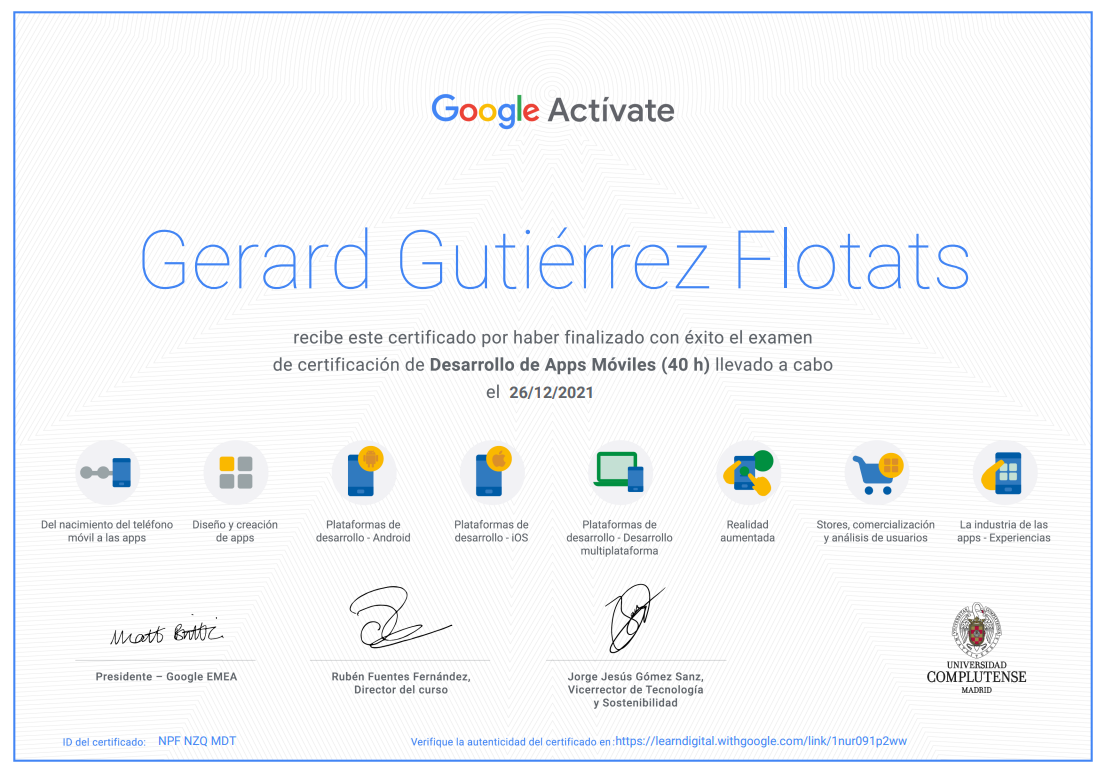 Google Actívate
Gerard Gutiérrez Flotats
recibe este certificado por haber finalizado con éxito el examen
de certificación de Desarrollo de Apps Móviles (40 h) llevado a cabo
el 26/12/2021
Del nacimiento del teléfono
móvil a las apps
Diseño y creación
de apps
Plataformas de
desarrollo - Android
Plataformas de
desarrollo - iOS
Plataformas de
desarrollo - Desarrollo
multiplataforma
Realidad
aumentada
Stores, comercialización
y análisis de usuarios
La industria de las
apps - Experiencias
Presidente – Google EMEA
Rubén Fuentes Fernández,
Director del curso
Jorge Jesús Gómez Sanz,
Vicerrector de Tecnología
y Sostenibilidad
UNIVERSIDAD
COMPLUTENSE
MADRID
ID del certificado: NPF NZQ MDT
Verifique la autenticidad del certificado en:https://learndigital.withgoogle.com/link/1nur091p2ww